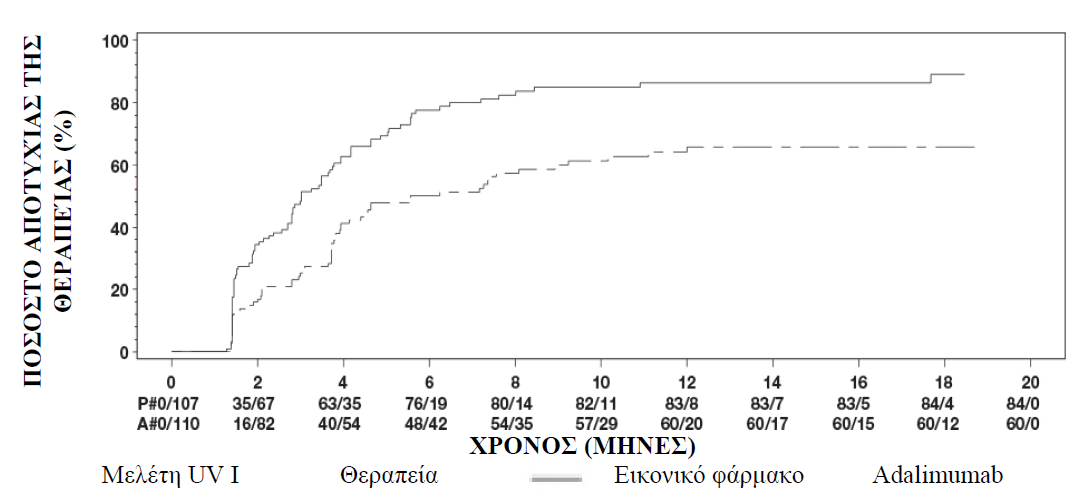 ΠΟΣΟΣΤΟ ΑΠΟΤΥΧΙΑΣ ΤΗΣ
ΘΕΡΑΠΕΊΑΣ (%)
100
80
60
40
20
0
0 2 4 6 8 10 12 14 16 18 20
P#0/107 35/67 63/35 76/19 80/14 82/11 83/8 83/7 83/5 84/4 84/0
A#0/110 16/82 40/54 48/42 54/35 57/29 60/20 60/17 60/15 60/12 60/0
ΧΡΟΝΟΣ (ΜΗΝΕΣ)
Μελέτη UV I Θεραπεία Εικονικό φάρμακο Adalimumab